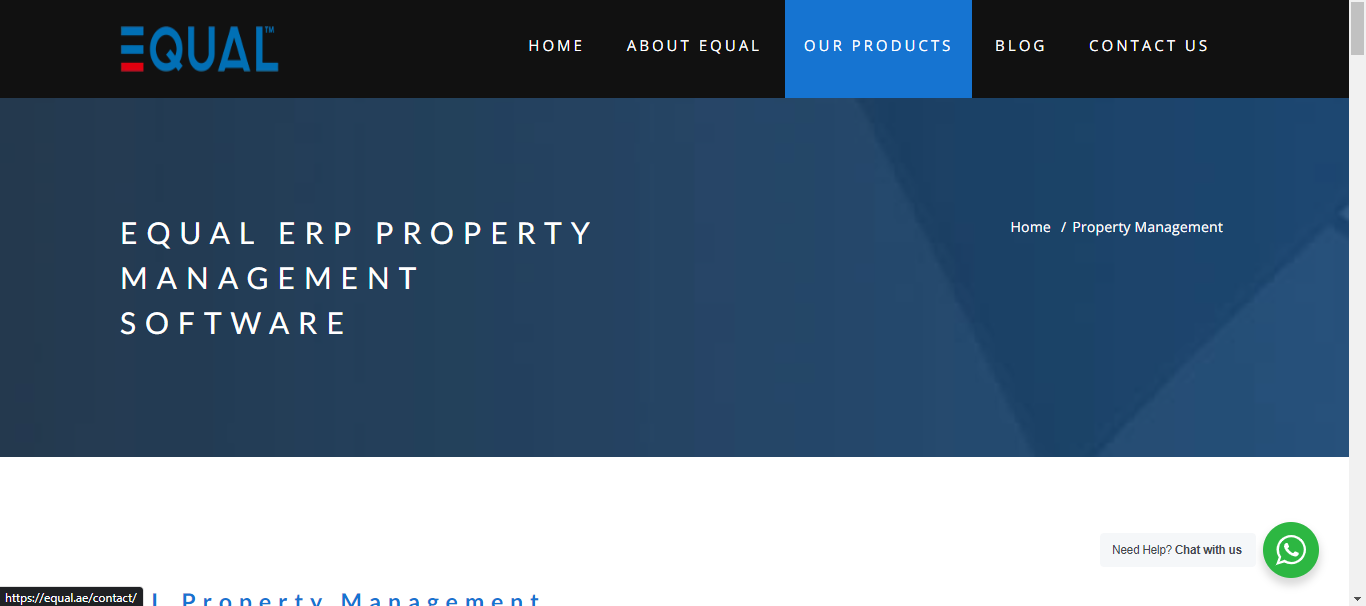 EQUAL™
HOME ABOUT EQUAL OUR PRODUCTS BLOG CONTACT US
EQUAL ERP PROPERTY
MANAGEMENT
SOFTWARE
Home / Property Management
Need Help? Chat with us
L Property Management
https://equal.ae/contact/